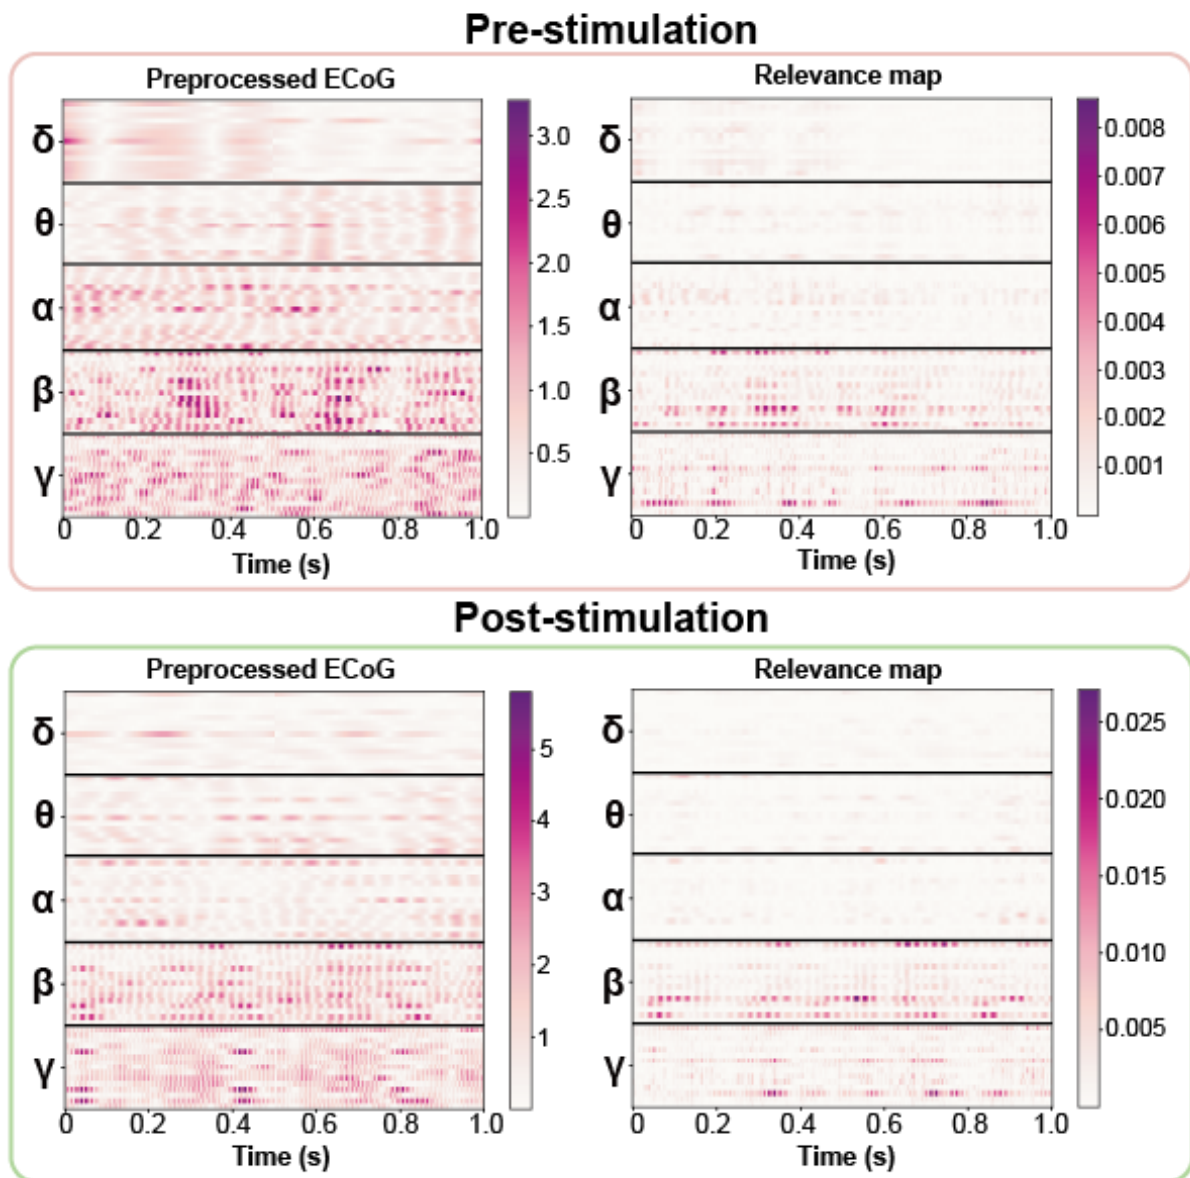 Pre-stimulation
Preprocessed ECoG
δ
θ
α
β
γ
0 0.2 0.4 0.6 0.8 1.0
Time (s)
3.0
2.5
2.0
1.5
1.0
0.5
Relevance map
δ
θ
α
β
γ
0 0.2 0.4 0.6 0.8 1.0
Time (s)
0.008
0.007
0.006
0.005
0.004
0.003
0.002
0.001
Post-stimulation
Preprocessed ECoG
δ
θ
α
β
γ
0 0.2 0.4 0.6 0.8 1.0
Time (s)
5
4
3
2
1
Relevance map
δ
θ
α
β
γ
0 0.2 0.4 0.6 0.8 1.0
Time (s)
0.025
0.020
0.015
0.010
0.005